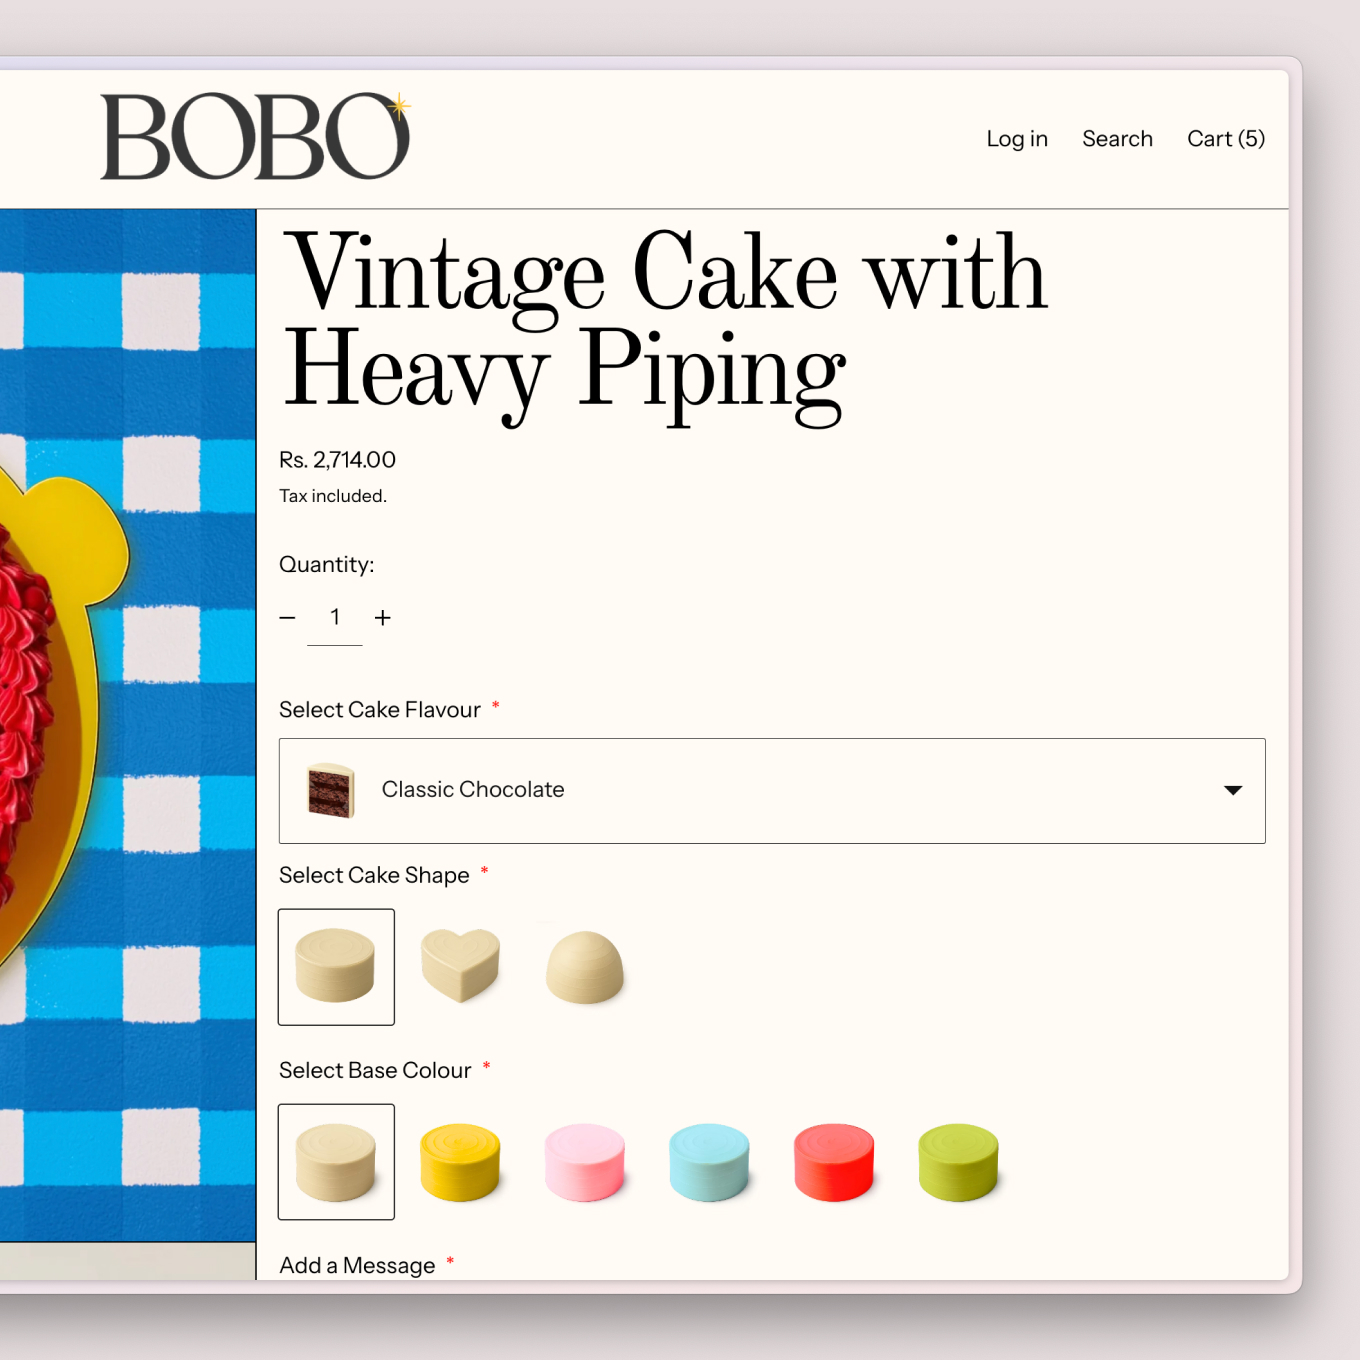 BOBO
Log in Search Cart (5)
Vintage Cake with
Heavy Piping
Rs. 2,714.00
Tax included.
Quantity:
− 1 +
Select Cake Flavour *
Classic Chocolate
Select Cake Shape *
Select Base Colour *
Add a Message *